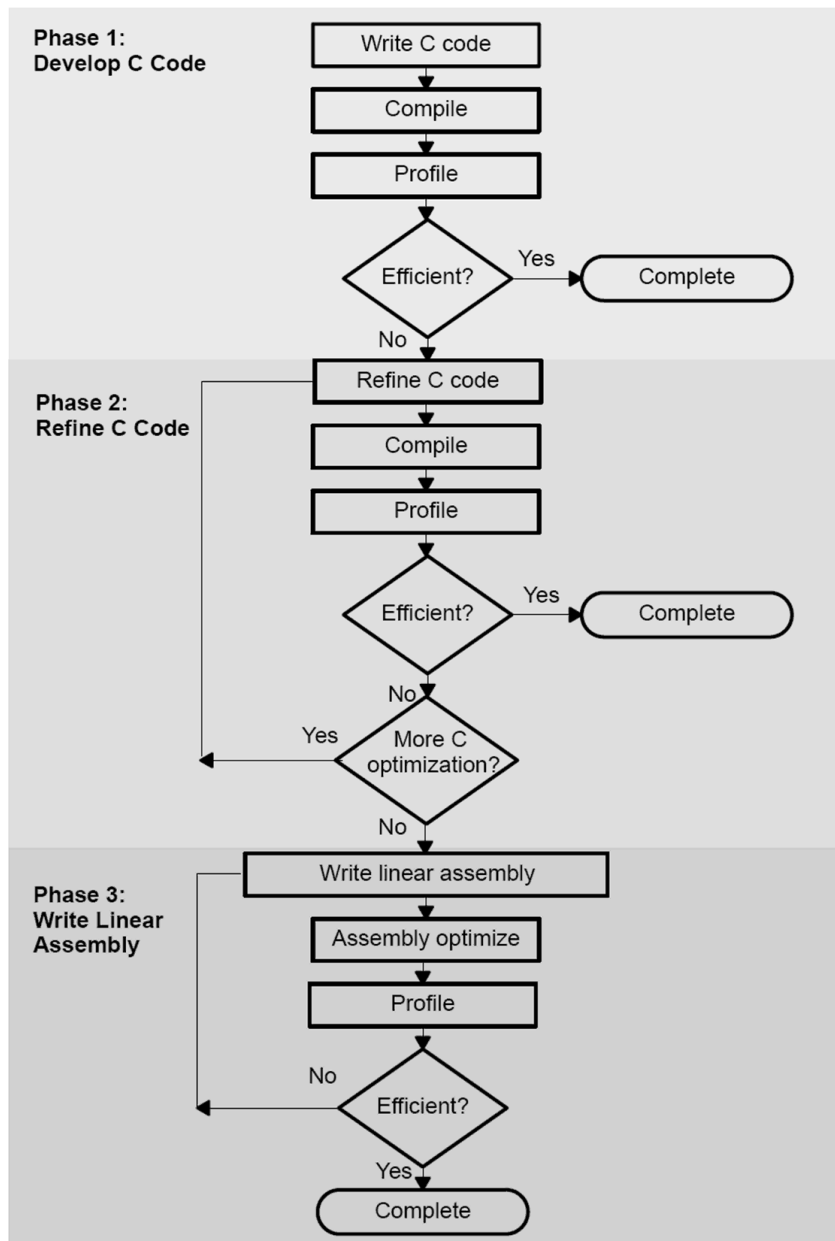 Phase 1:
Develop C Code
Write C code
Compile
Profile
Efficient?
Yes
Complete
No
Phase 2:
Refine C Code
Refine C code
Compile
Profile
Efficient?
Yes
Complete
No
More C
optimization?
Yes
No
Phase 3:
Write Linear
Assembly
Write linear assembly
Assembly optimize
Profile
Efficient?
No
Yes
Complete